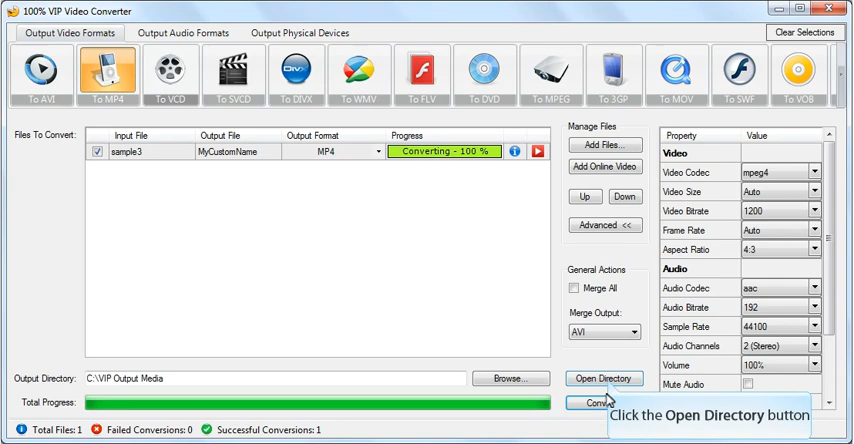 100% VIP Video Converter
Output Video Formats Output Audio Formats Output Physical Devices Clear Selections
To AVI To MP4 To VCD To SVCD To DIVX To WMV To FLV To DVD To MPEG To 3GP To MOV To SWF To VOB
Files To Convert: Input File Output File Output Format Progress
sample3 MyCustomName MP4 Converting - 100 %
Manage Files
Add Files...
Add Online Video
Up Down
Advanced <<
General Actions
Merge All
Merge Output:
AVI
Property Value
Video
Video Codec mpeg4
Video Size Auto
Video Bitrate 1200
Frame Rate Auto
Aspect Ratio 4:3
Audio
Audio Codec aac
Audio Bitrate 192
Sample Rate 44100
Audio Channels 2 (Stereo)
Volume 100%
Mute Audio
Output Directory: C:\VIP Output Media Browse... Open Directory
Total Progress:
Click the Open Directory button
Total Files: 1 Failed Conversions: 0 Successful Conversions: 1